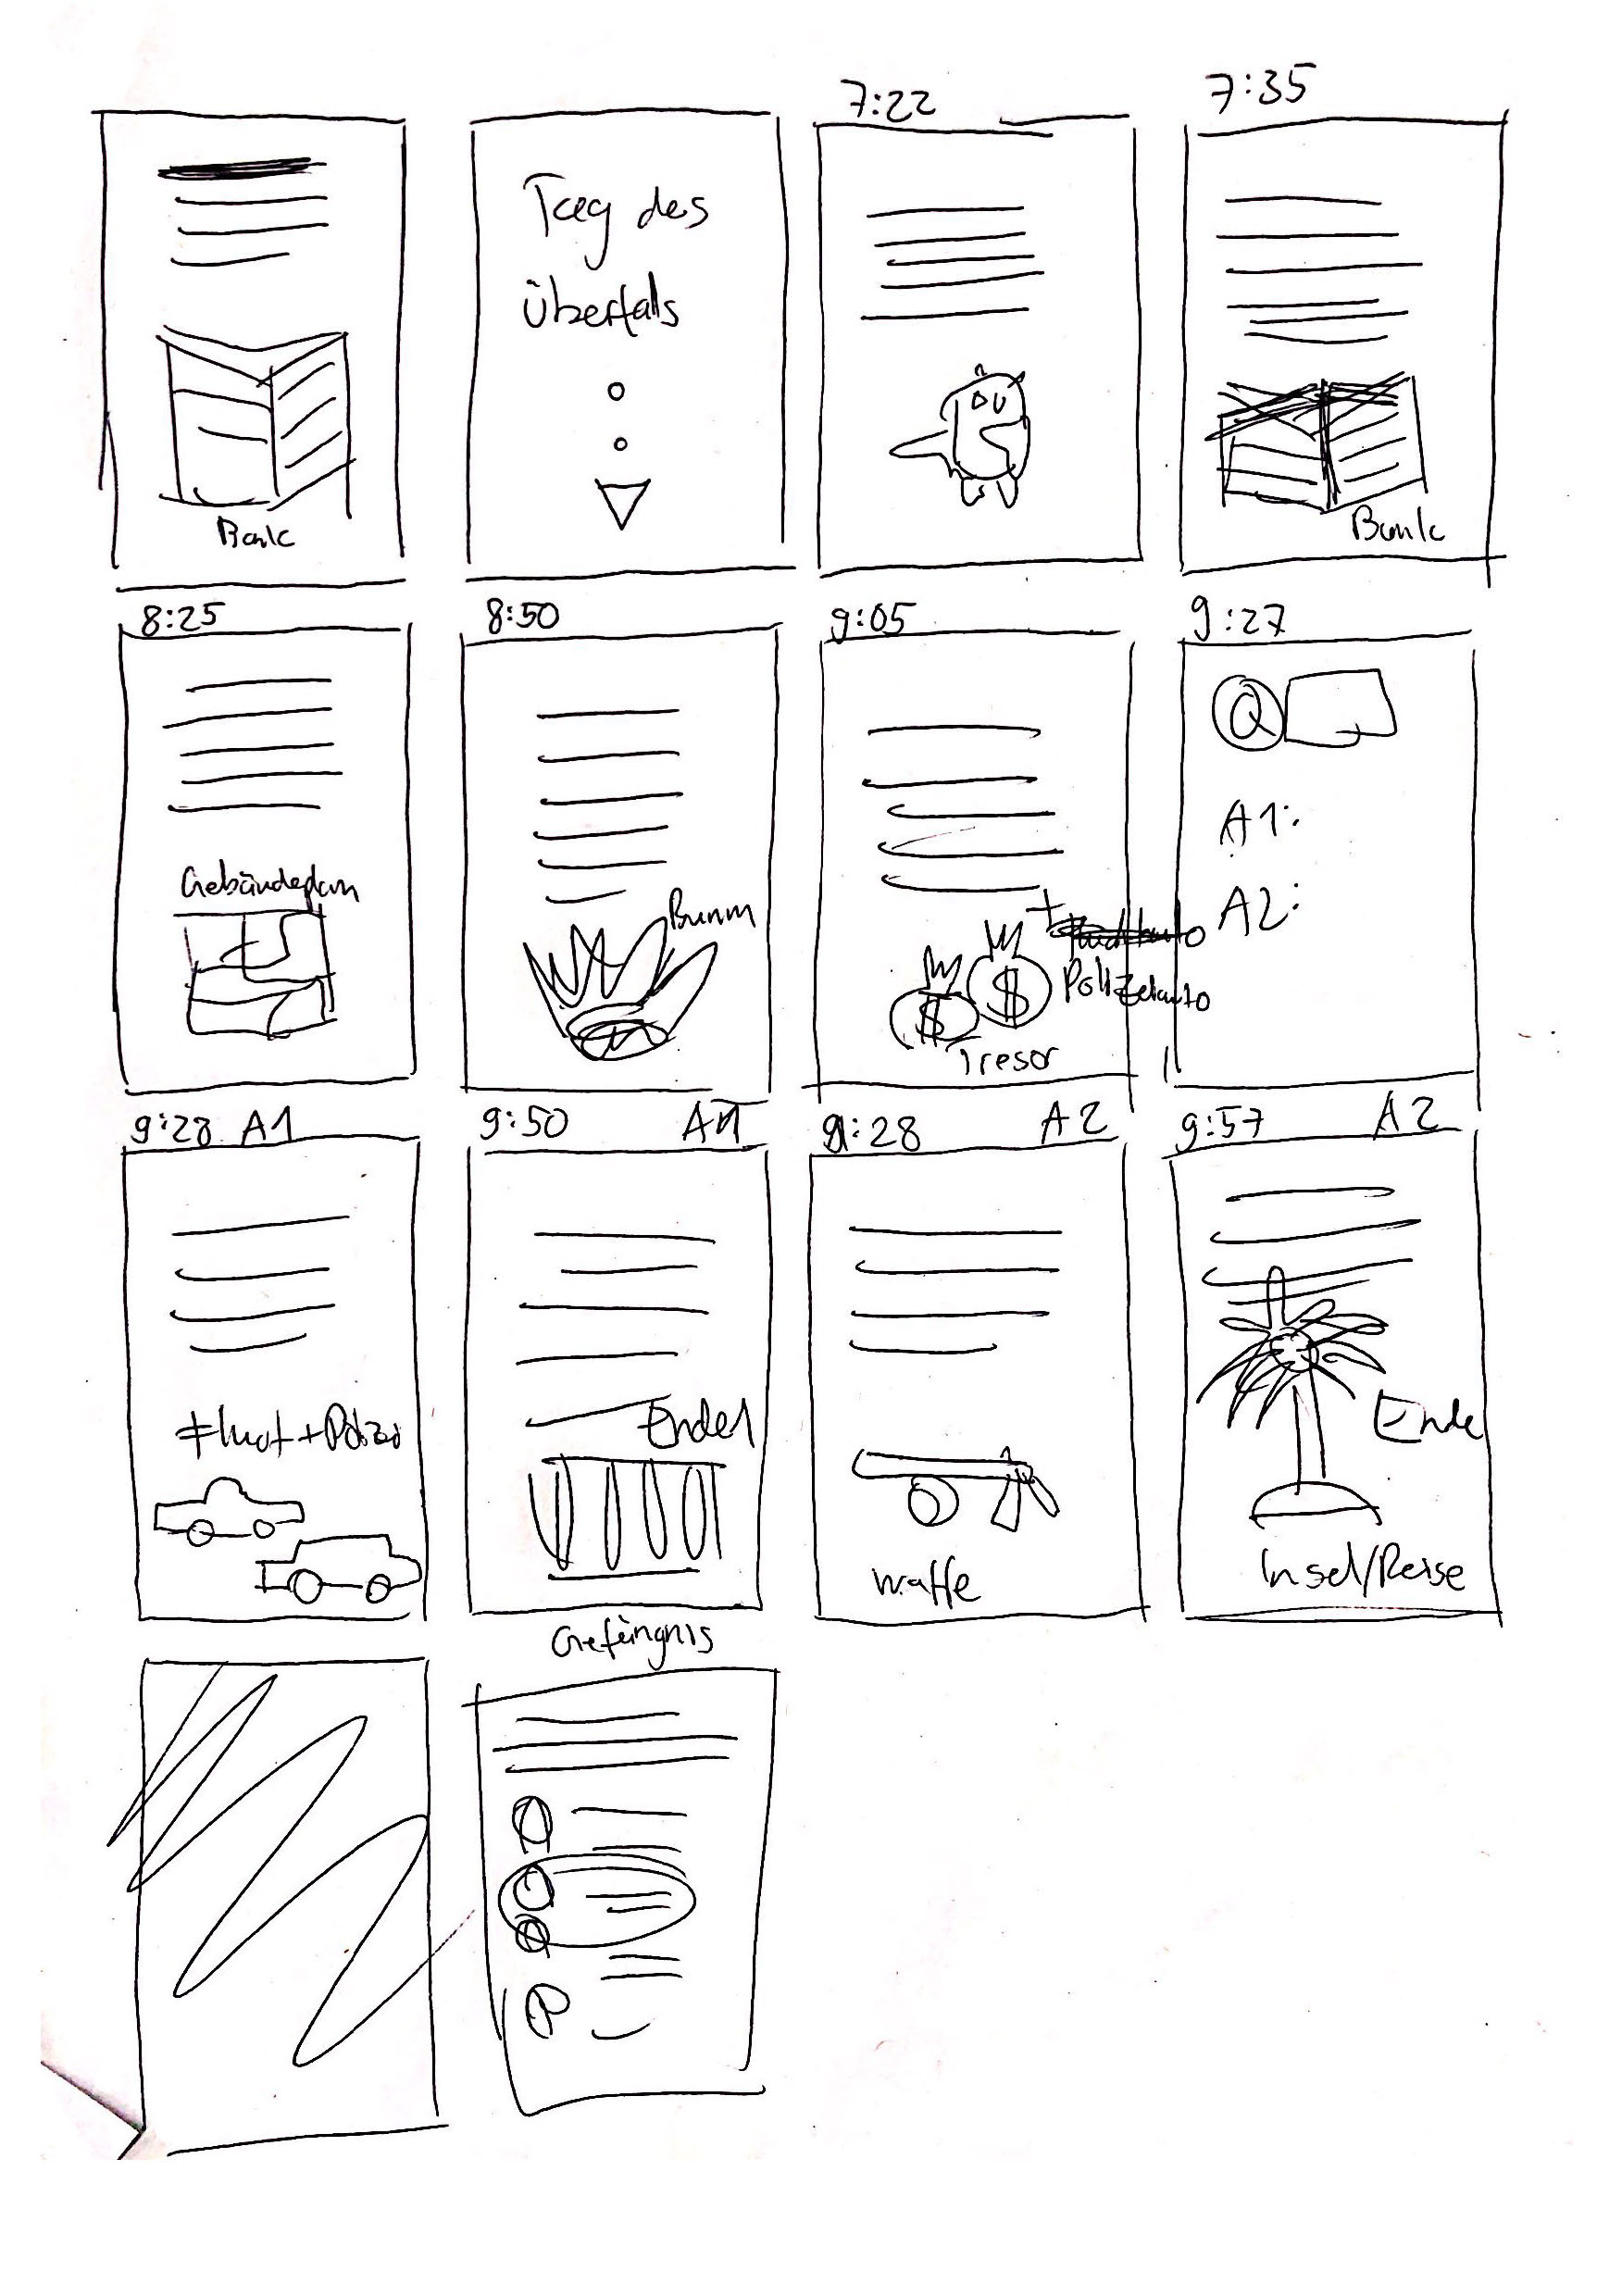 7:22
7:35
Tag des
Überfalls
Bank
Bank
8:25
8:50
9:05
9:27
Q
A1:
A2:
Gebäudeplan
Bumm
+
Polizeiauto
$ $
Tresor
9:28 A1
9:50 A1
9:28 A2
9:57 A2
Flucht+Polizei
Ende1
Ende
Waffe
Insel/Reise
Gefängnis